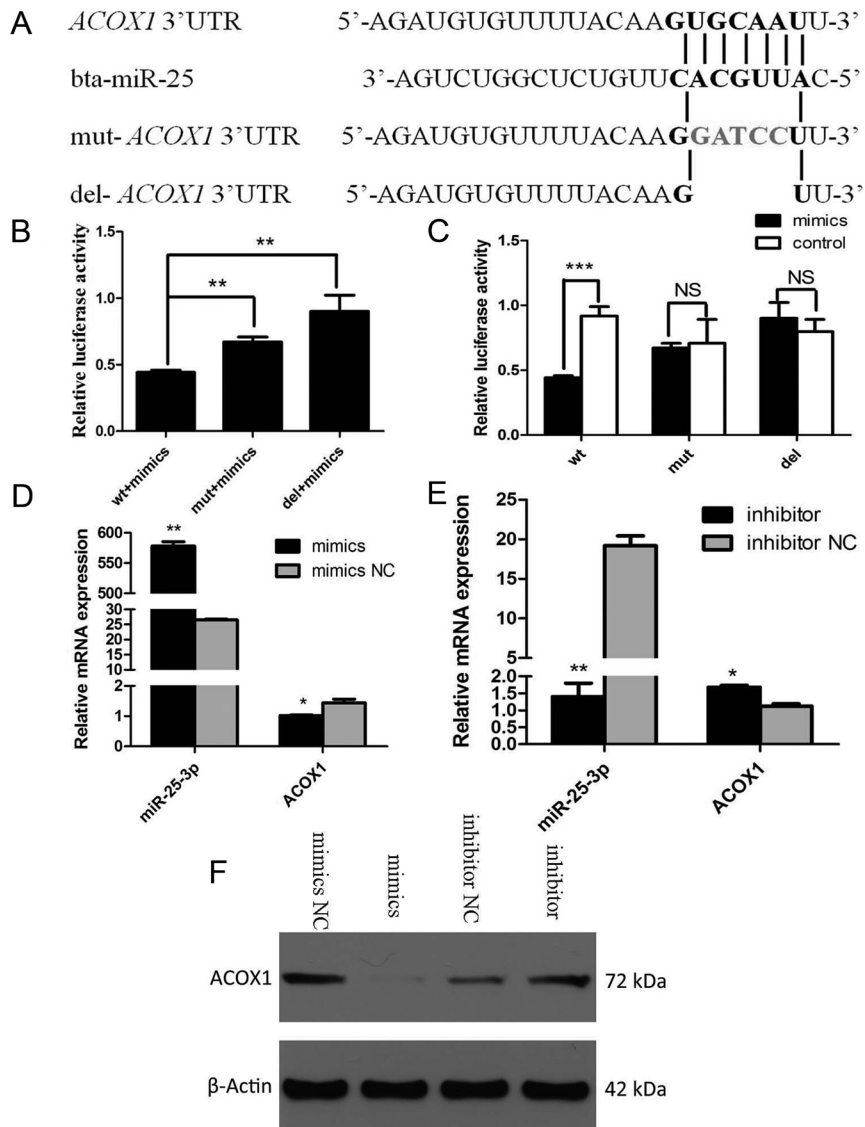 A
ACOX1 3’UTR 5’-AGAUGUGUUUUACAAGUGCAAUUU-3’
bta-miR-25 3’-AGUCUGGCUCUGUUCACGUUAC-5’
mut- ACOX1 3’UTR 5’-AGAUGUGUUUUACAAGGATCCUU-3’
del- ACOX1 3’UTR 5’-AGAUGUGUUUUACAAG UU-3’
B
Relative luciferase activity
1.5
1.0
0.5
0.0
**
**
wt+mimics
mut+mimics
del+mimics
C
Relative luciferase activity
1.5
1.0
0.5
0.0
mimics
control
***
NS
NS
wt
mut
del
D
Relative mRNA expression
600
575
550
525
500
30
25
20
15
10
2
1
0
**
*
mimics
mimics NC
miR-25-3p
ACOX1
E
Relative mRNA expression
25
20
15
10
5
2.0
1.5
1.0
0.5
0.0
**
*
inhibitor
inhibitor NC
miR-25-3p
ACOX1
F
mimics NC
mimics
inhibitor NC
inhibitor
ACOX1
72 kDa
β-Actin
42 kDa